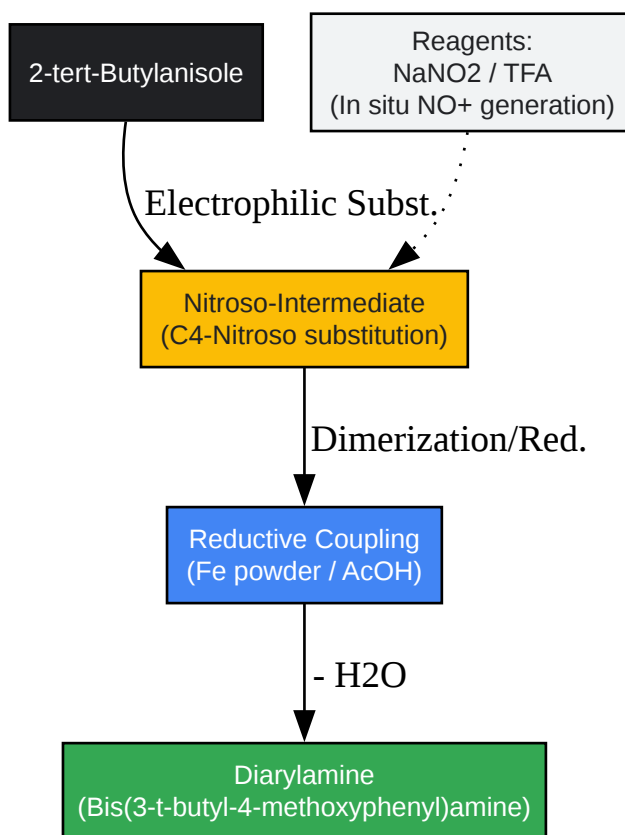 2-tert-Butylanisole
Reagents:
NaNO2 / TFA
(In situ NO+ generation)
Electrophilic Subst.
Nitroso-Intermediate
(C4-Nitroso substitution)
Dimerization/Red.
Reductive Coupling
(Fe powder / AcOH)
- H2O
Diarylamine
(Bis(3-t-butyl-4-methoxyphenyl)amine)